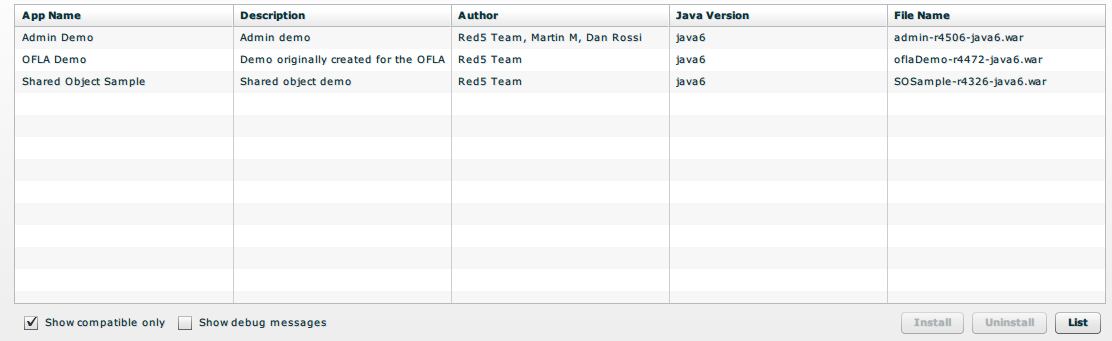 App Name Description Author Java Version File Name
Admin Demo Admin demo Red5 Team, Martin M, Dan Rossi java6 admin-r4506-java6.war
OFLA Demo Demo originally created for the OFLA Red5 Team java6 oflaDemo-r4472-java6.war
Shared Object Sample Shared object demo Red5 Team java6 SOSample-r4326-java6.war
Show compatible only Show debug messages Install Uninstall List